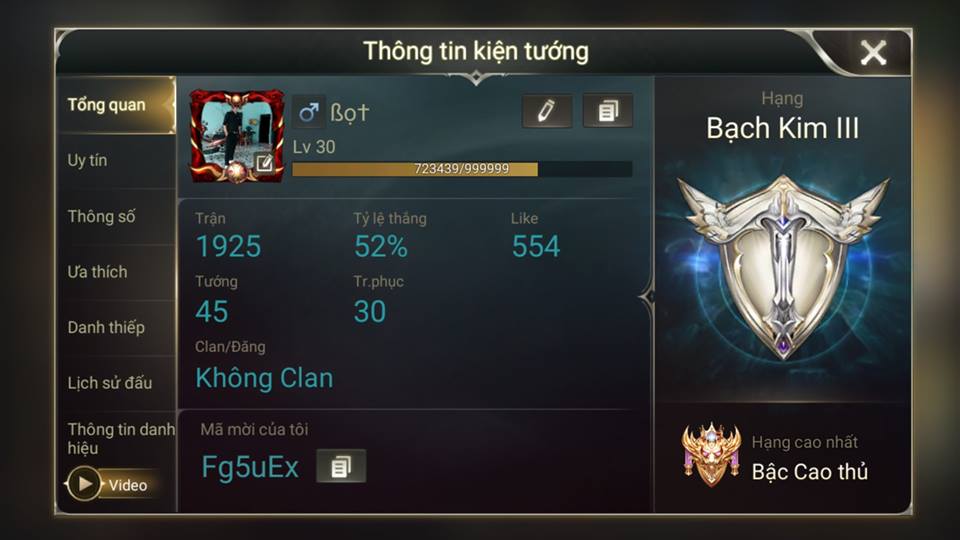 Thông tin kiện tướng
Tổng quan
Uy tín
Thông số
Ưa thích
Danh thiếp
Lịch sử đấu
Thông tin danh
hiệu
Video
ßọ†
Lv 30
723439/999999
Trận
Tỷ lệ thắng
Like
1925
52%
554
Tướng
Tr.phục
45
30
Clan/Đăng
Không Clan
Mã mời của tôi
Fg5uEx
Hạng
Bạch Kim III
Hạng cao nhất
Bậc Cao thủ